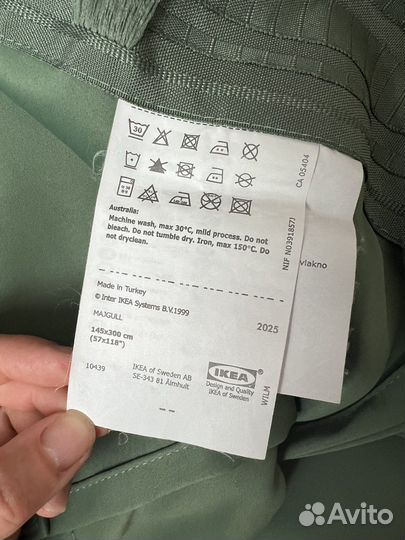 30
Australia:
Machine wash, max 30°C, mild process. Do not
bleach. Do not tumble dry. Iron, max 150°C. Do
not dryclean.
Made in Turkey
© Inter IKEA Systems B.V.1999
MAJGULL
2025
145x300 cm
(57x118")
10439
IKEA of Sweden AB
SE-343 81 Älmhult
IKEA
®
Design and Quality
IKEA of Sweden
WILM
NIF N0391857J
CA 05404
vlakno
Avito